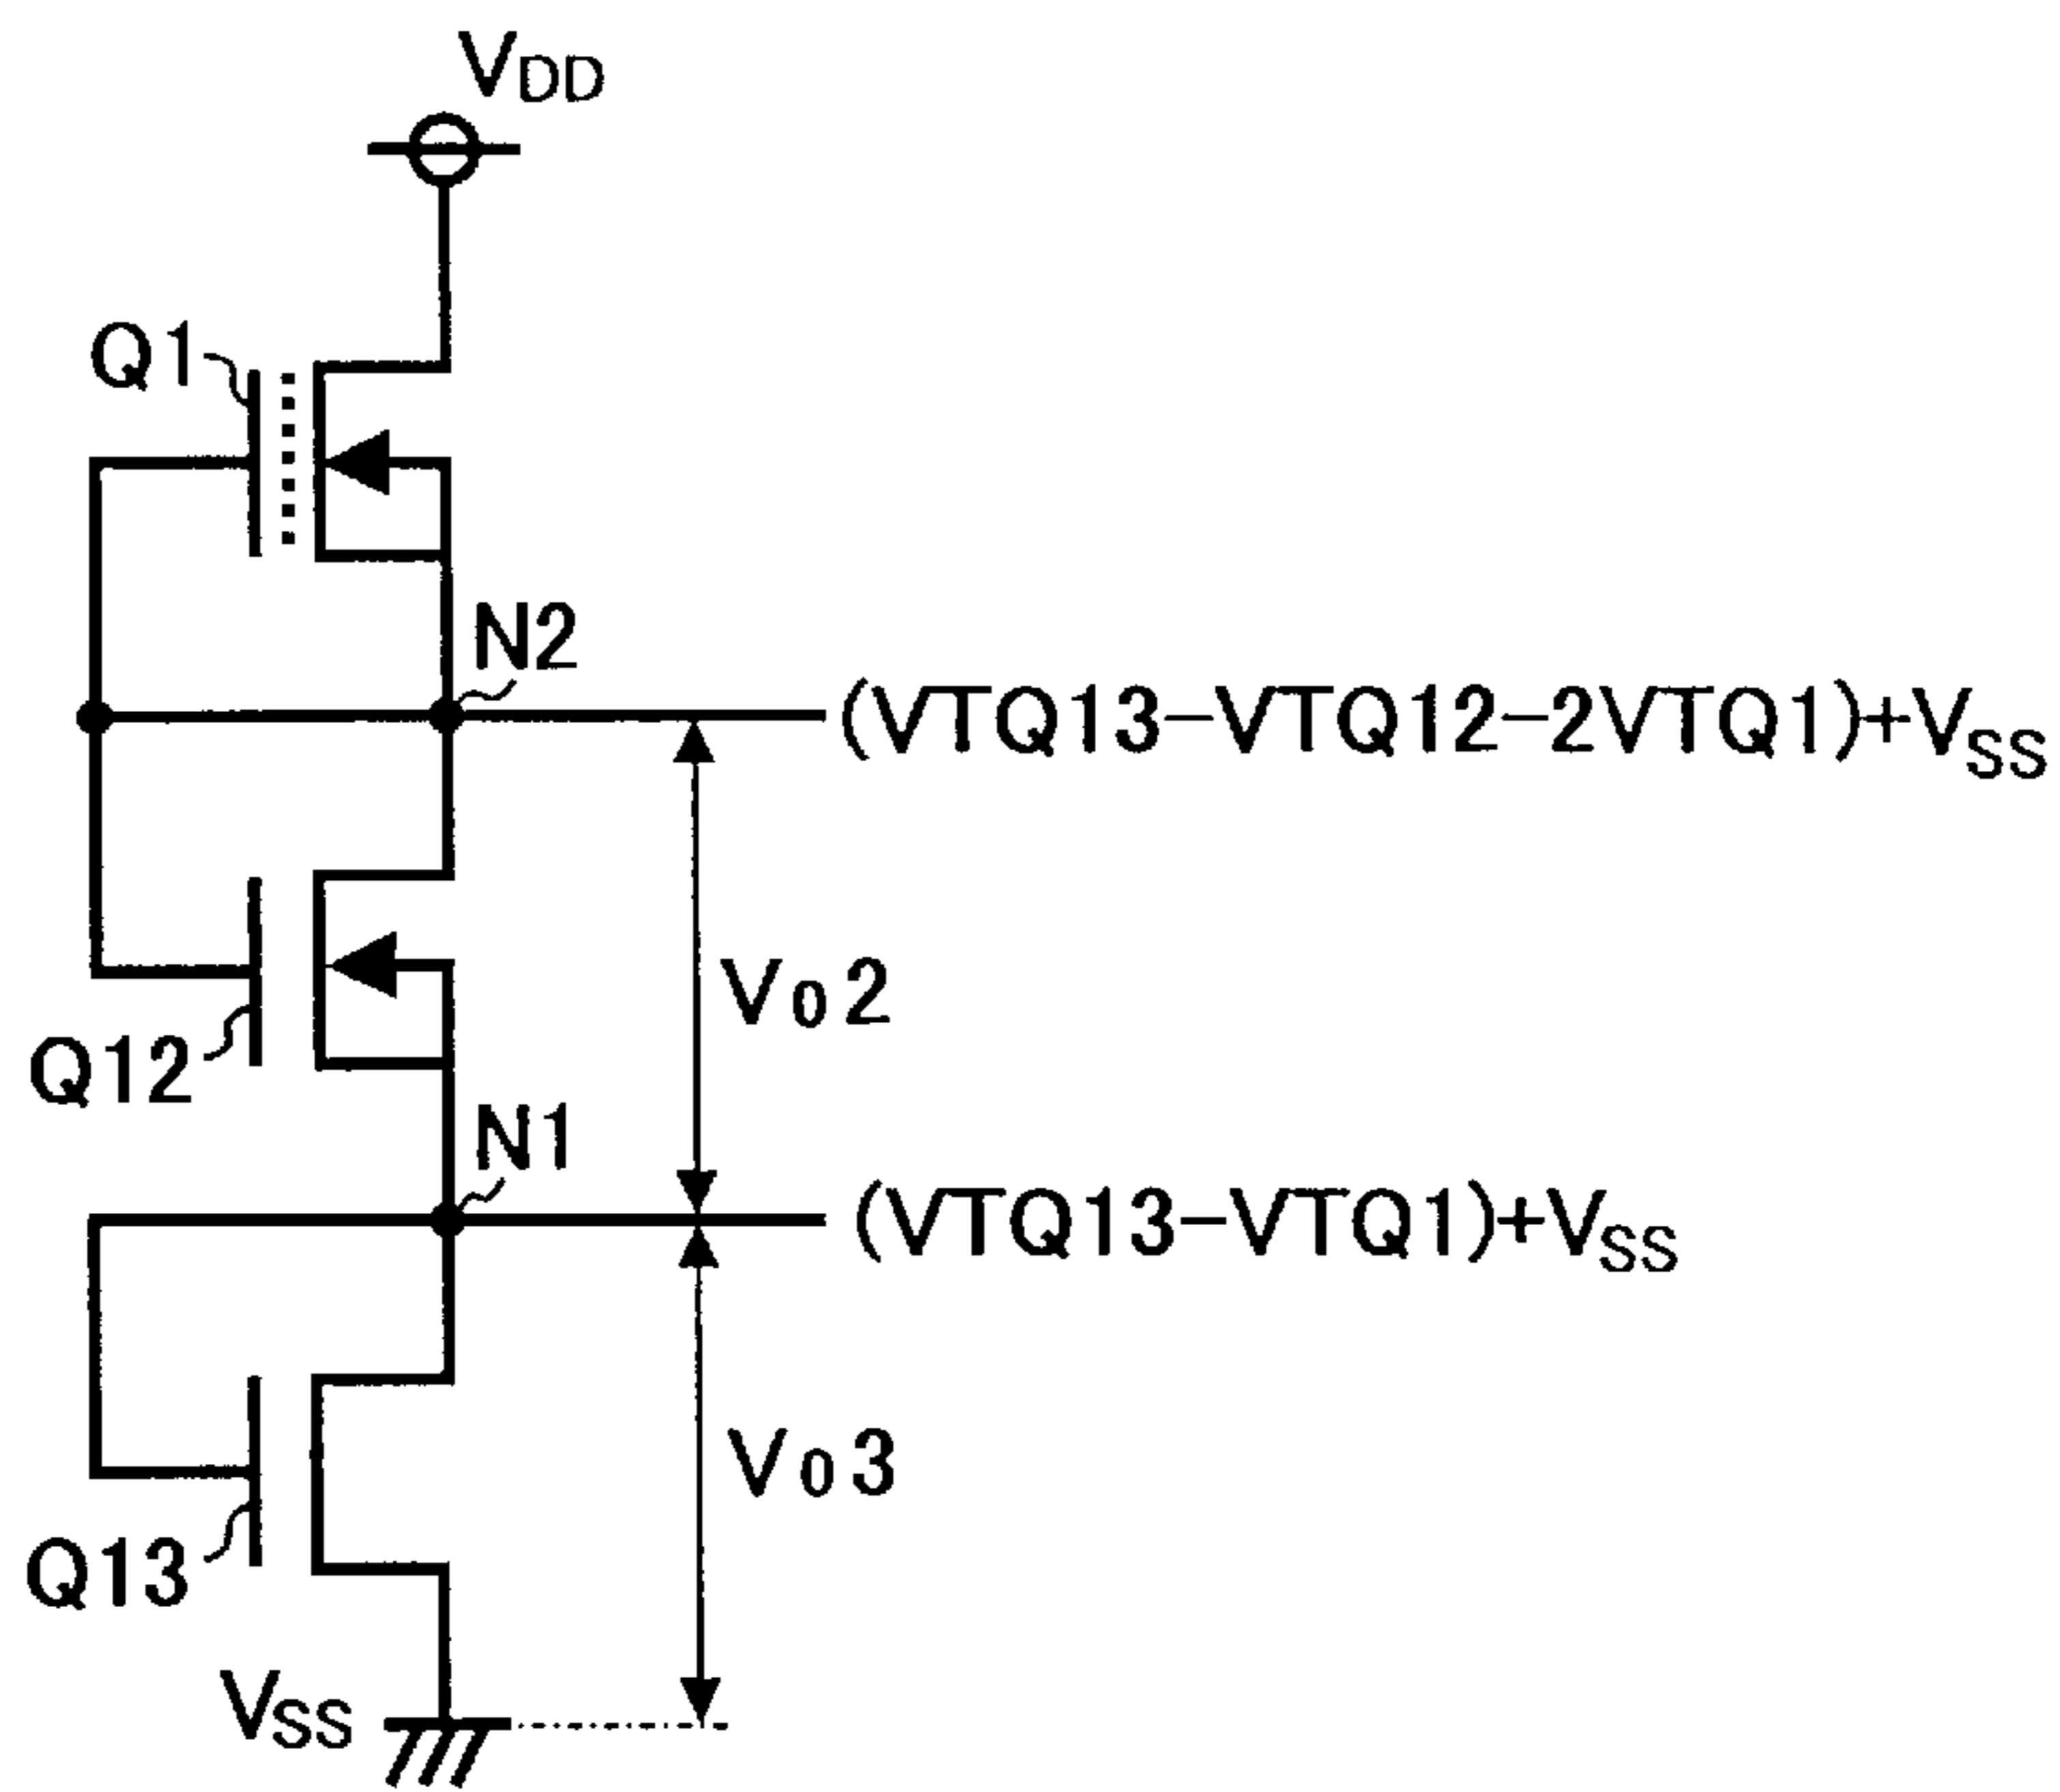 VDD
Q1
N2
(VTQ13−VTQ12−2VTQ1)+VSS
Vo2
Q12
N1
(VTQ13−VTQ1)+VSS
Vo3
Q13
VSS